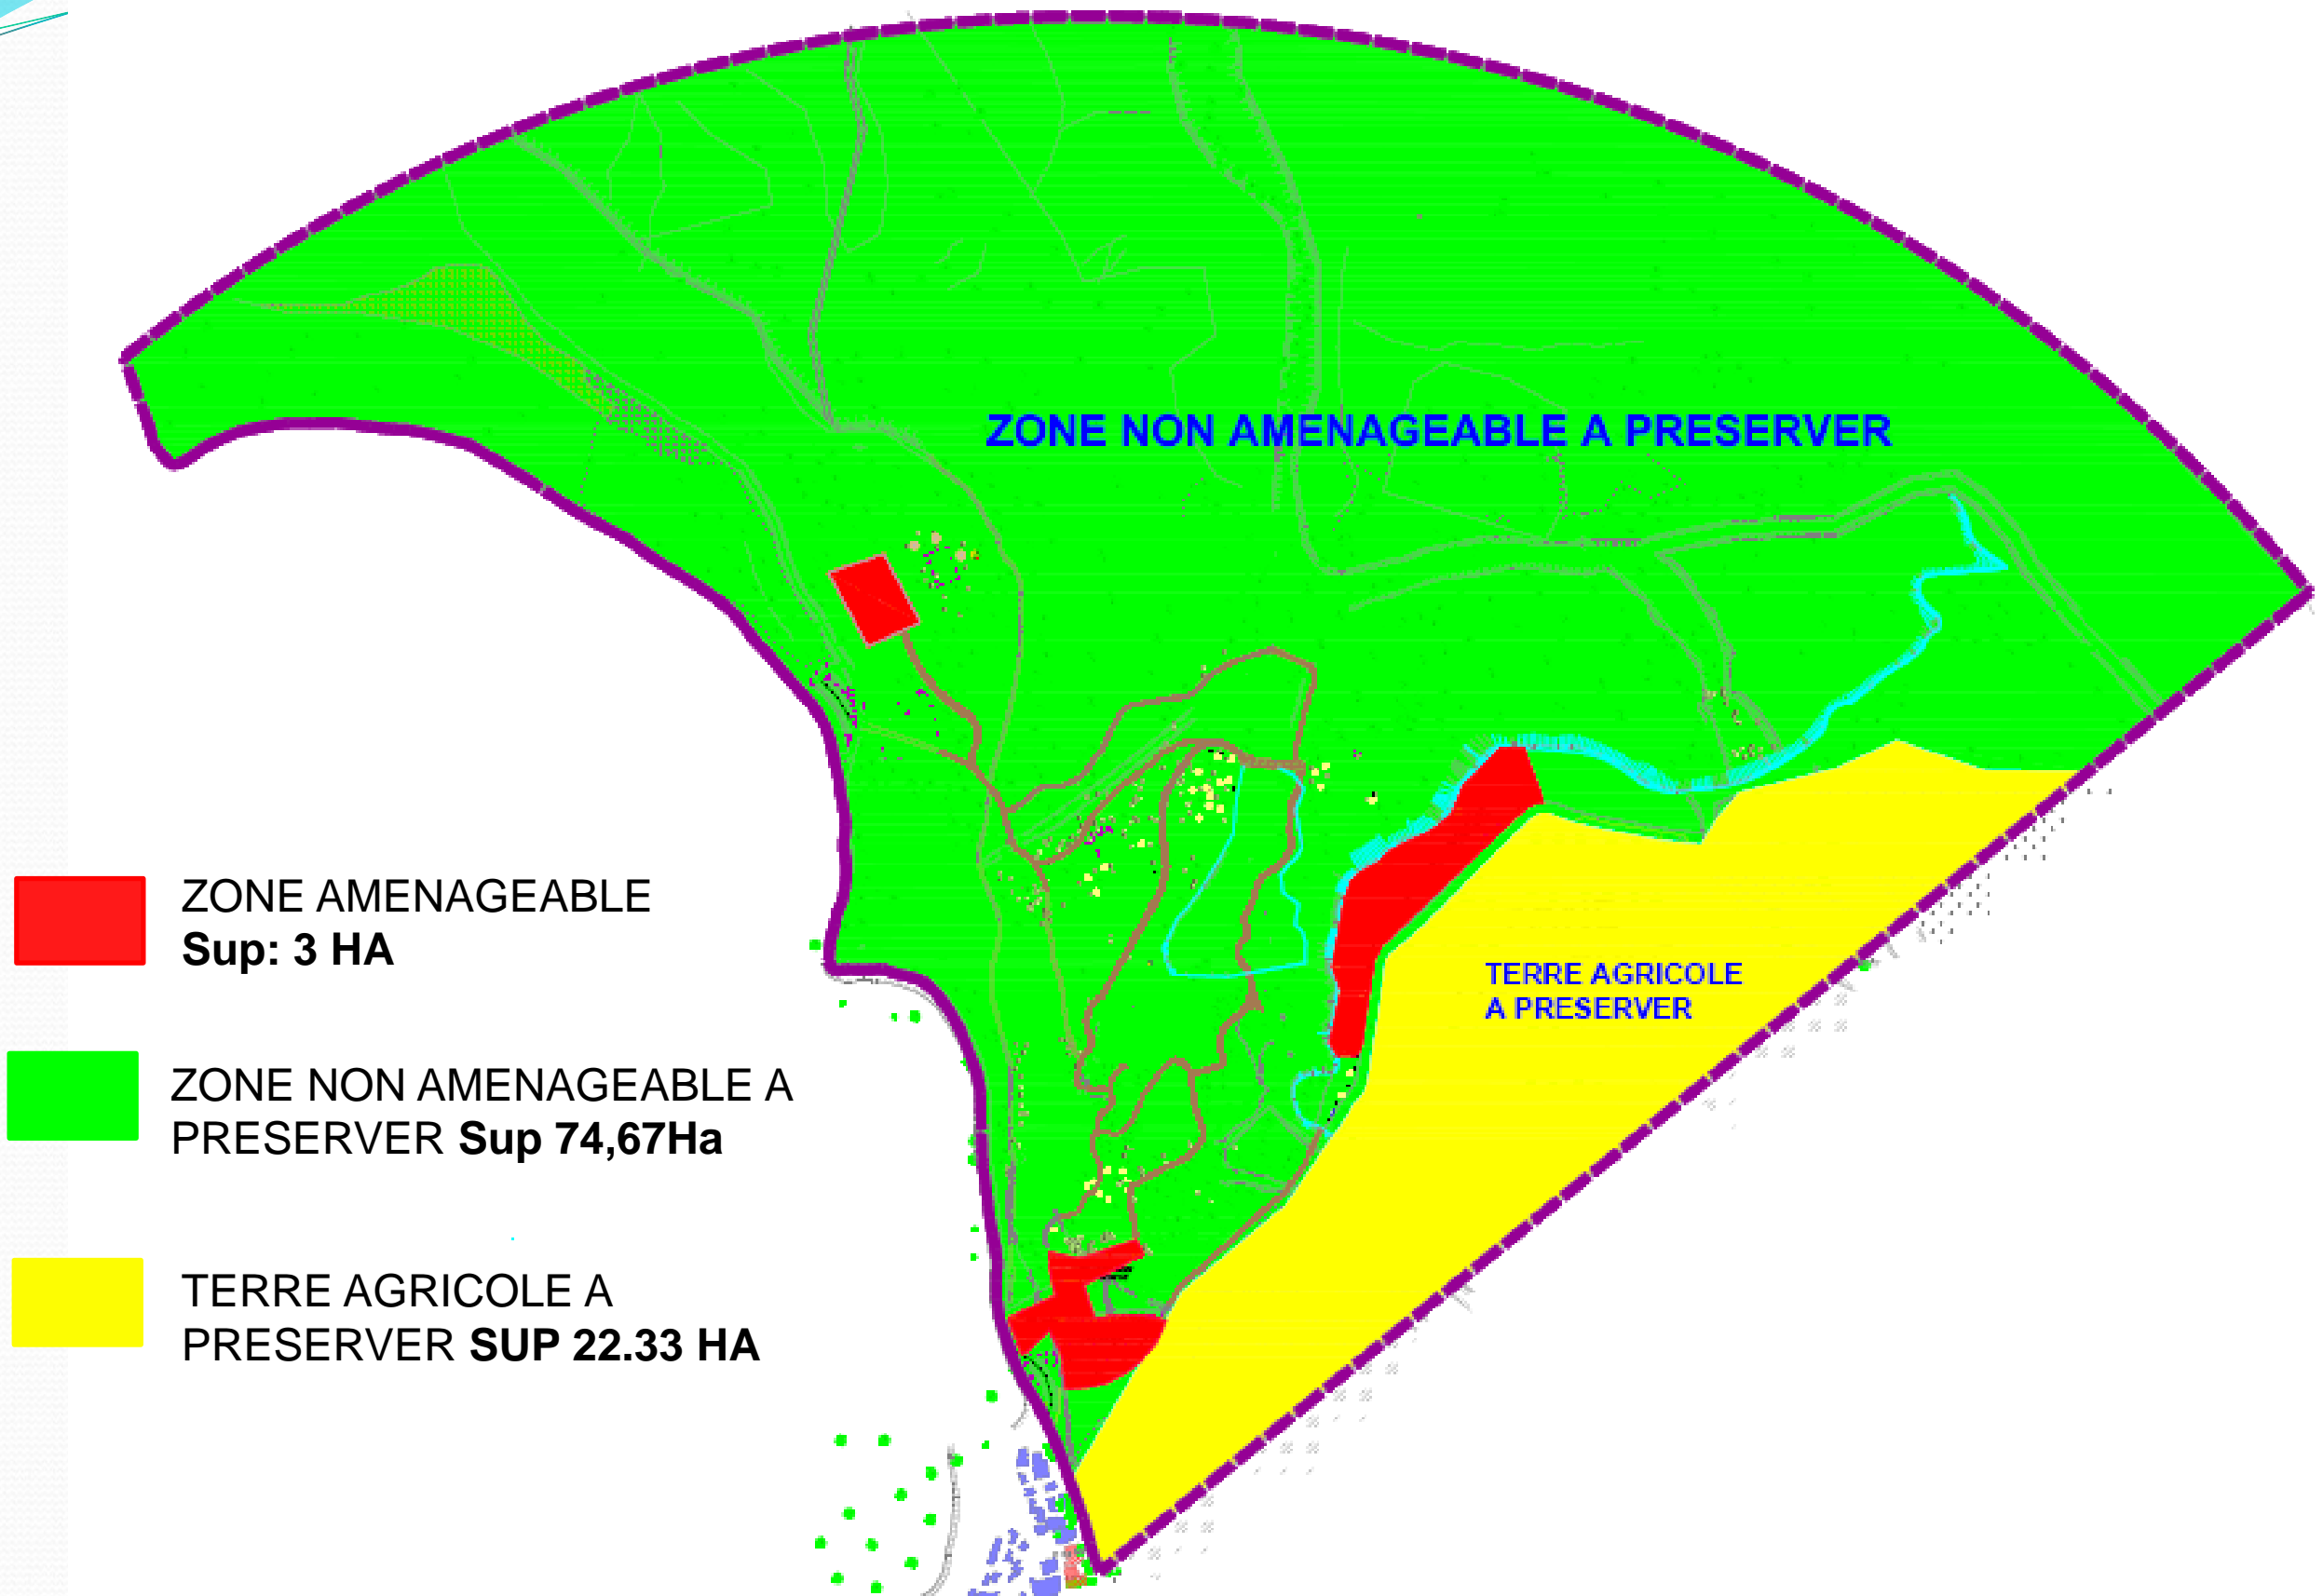 ZONE NON AMENAGEABLE A PRESERVER
ZONE AMENAGEABLE
Sup: 3 HA
TERRE AGRICOLE
A PRESERVER
ZONE NON AMENAGEABLE A
PRESERVER Sup 74,67Ha
TERRE AGRICOLE A
PRESERVER SUP 22.33 HA